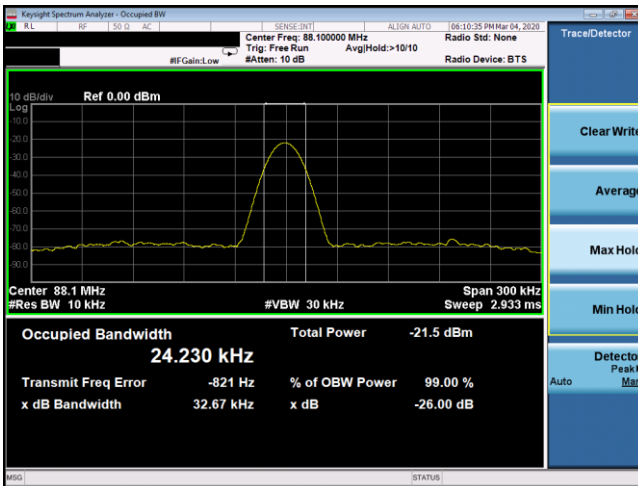 Keysight Spectrum Analyzer - Occupied BW
RL RF 50 Ω AC SENSE:INT ALIGN AUTO 06:10:35 PM Mar 04, 2020
Center Freq: 88.100000 MHz Radio Std: None
Trig: Free Run Avg|Hold:>10/10
#IFGain:Low #Atten: 10 dB Radio Device: BTS
Trace/Detector
10 dB/div Ref 0.00 dBm
Log
-10.0
-20.0
-30.0
-40.0
-50.0
-60.0
-70.0
-80.0
-90.0
Center 88.1 MHz Span 300 kHz
#Res BW 10 kHz #VBW 30 kHz Sweep 2.933 ms
Occupied Bandwidth Total Power -21.5 dBm
24.230 kHz
Transmit Freq Error -821 Hz % of OBW Power 99.00 %
x dB Bandwidth 32.67 kHz x dB -26.00 dB
Clear Write
Average
Max Hold
Min Hold
Detector
Peak
Auto Man
MSG STATUS